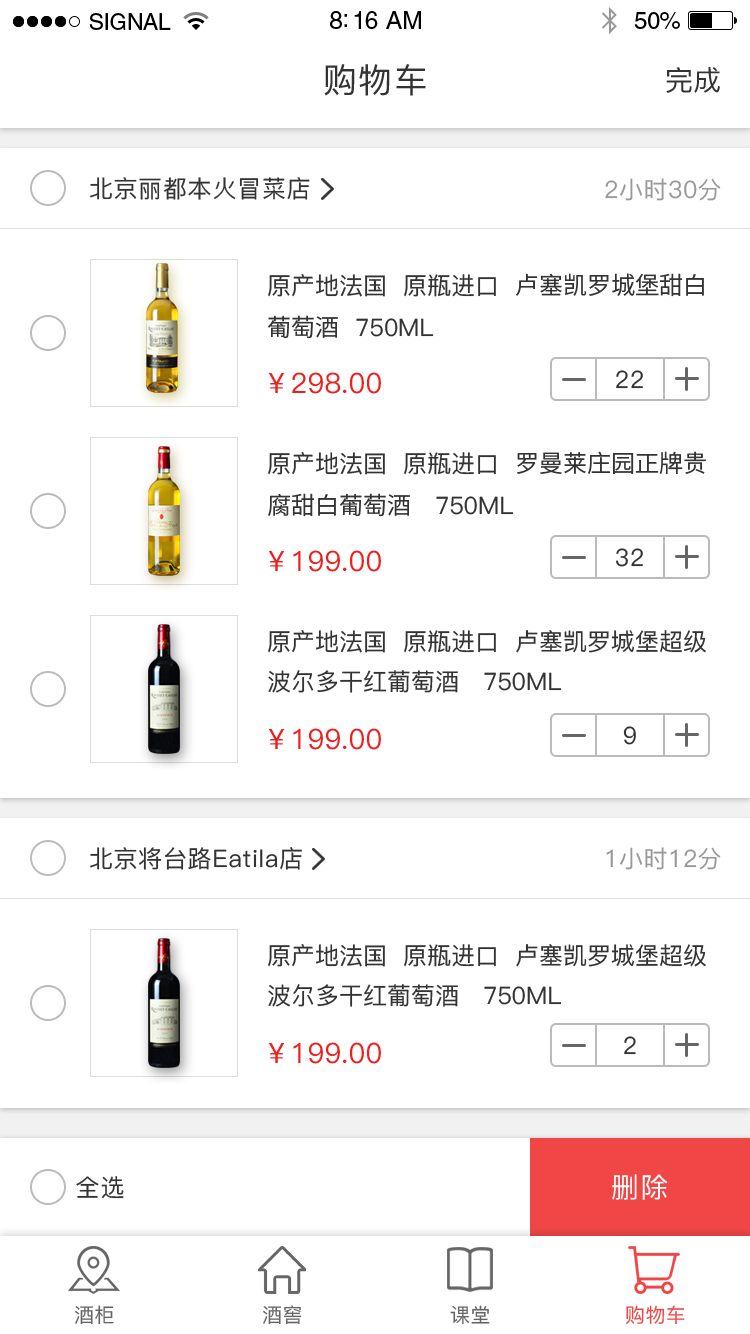 SIGNAL 8:16 AM 50%
购物车 完成
北京丽都本火冒菜店 2小时30分
原产地法国 原瓶进口 卢塞凯罗城堡甜白
葡萄酒 750ML
¥298.00 22
原产地法国 原瓶进口 罗曼莱庄园正牌贵
腐甜白葡萄酒 750ML
¥199.00 32
原产地法国 原瓶进口 卢塞凯罗城堡超级
波尔多干红葡萄酒 750ML
¥199.00 9
北京将台路Eatila店 1小时12分
原产地法国 原瓶进口 卢塞凯罗城堡超级
波尔多干红葡萄酒 750ML
¥199.00 2
全选 删除
酒柜 酒窖 课堂 购物车